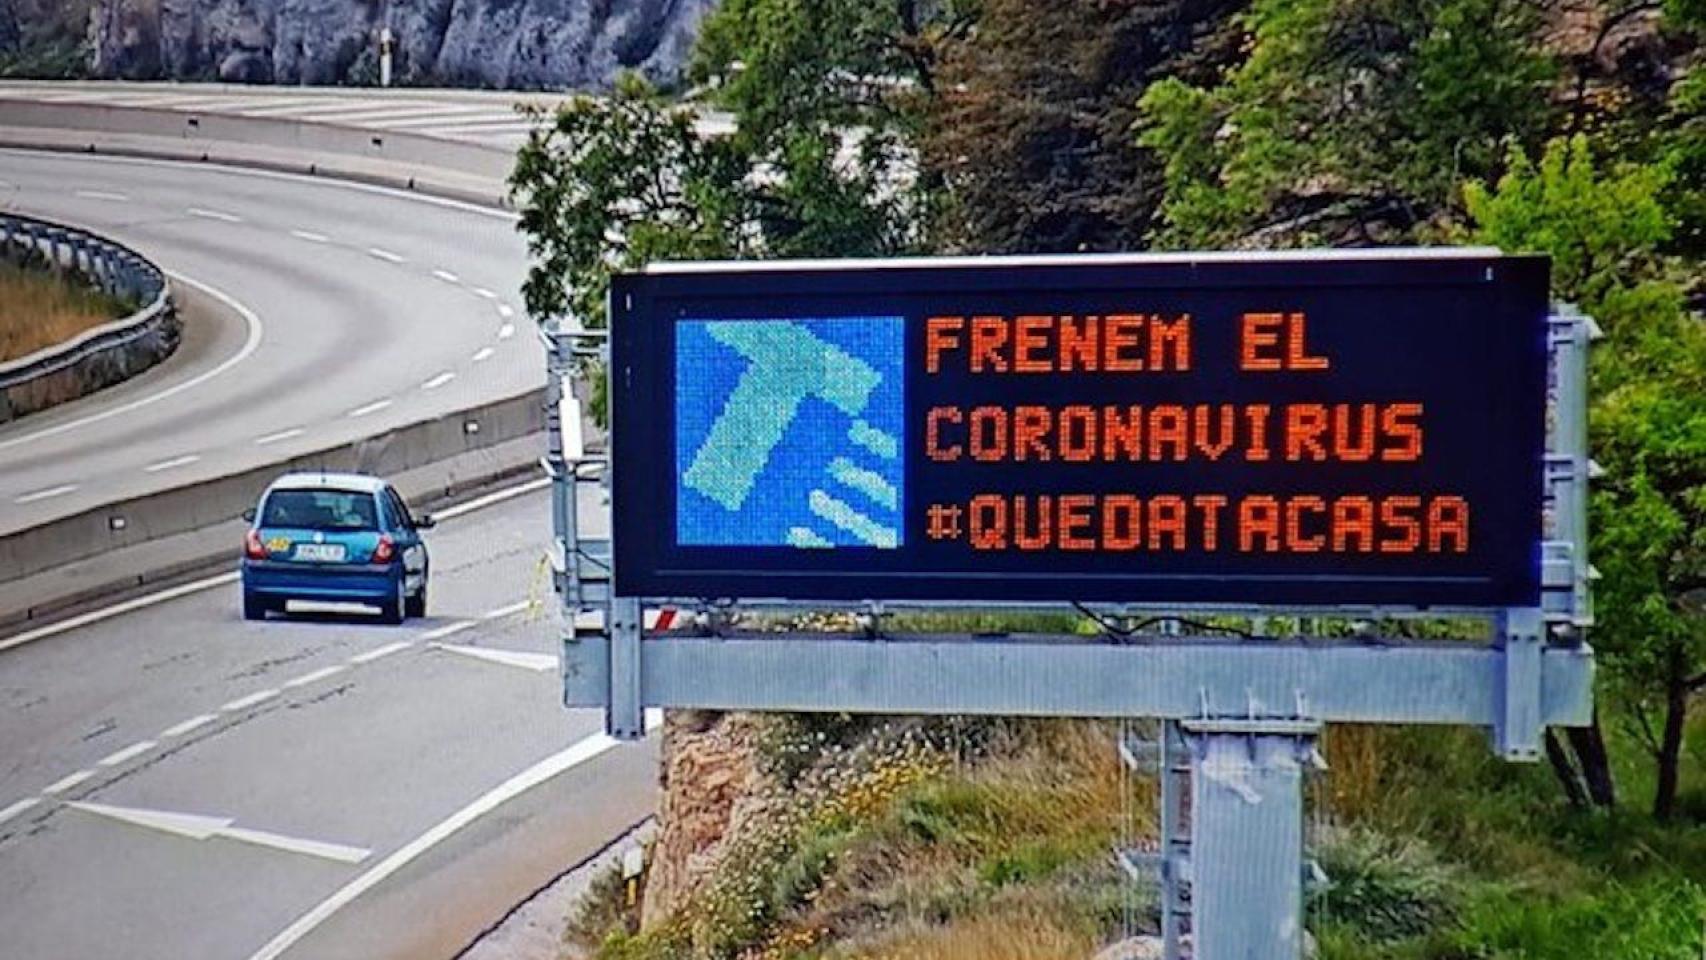 FRENEM EL
CORONAVIRUS
#QUEDATACASA